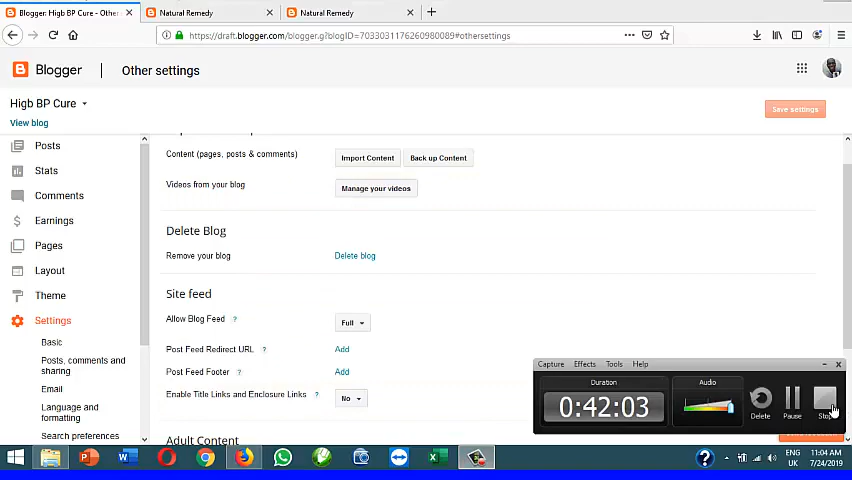 Blogger: Higb BP Cure - Other
Natural Remedy
Natural Remedy
https://draft.blogger.com/blogger.g?blogID=7033031176260980089#othersettings
Blogger
Other settings
Higb BP Cure
View blog
Save settings
Posts
Stats
Comments
Earnings
Pages
Layout
Theme
Settings
Basic
Posts, comments and
sharing
Email
Language and
formatting
Search preferences
Content (pages, posts & comments)
Import Content
Back up Content
Videos from your blog
Manage your videos
Delete Blog
Remove your blog
Delete blog
Site feed
Allow Blog Feed ?
Full
Post Feed Redirect URL ?
Add
Post Feed Footer ?
Add
Enable Title Links and Enclosure Links ?
No
Adult Content
Capture Effects Tools Help
Duration
0:42:03
Audio
Delete
Pause
Stop
ENG
UK
11:04 AM
7/24/2019